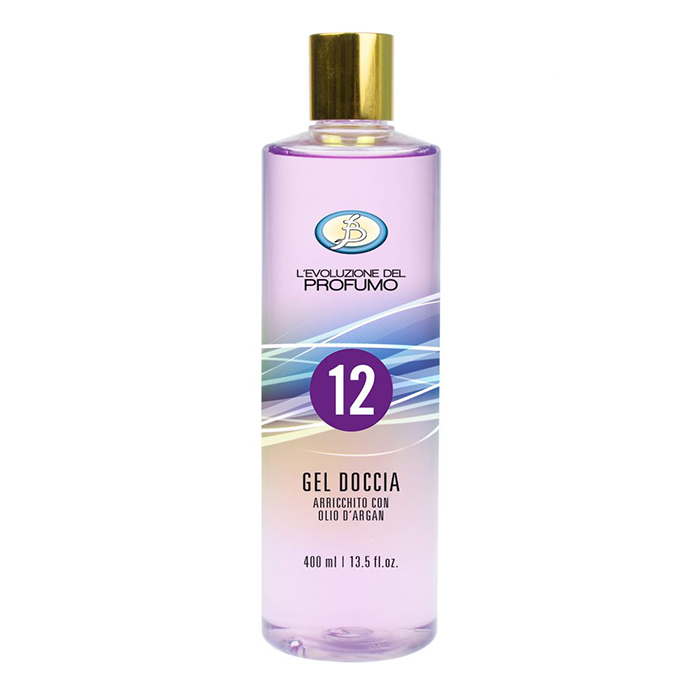 L'EVOLUZIONE DEL
PROFUMO
12
GEL DOCCIA
ARRICCHITO CON
OLIO D'ARGAN
400 ml | 13.5 fl.oz.